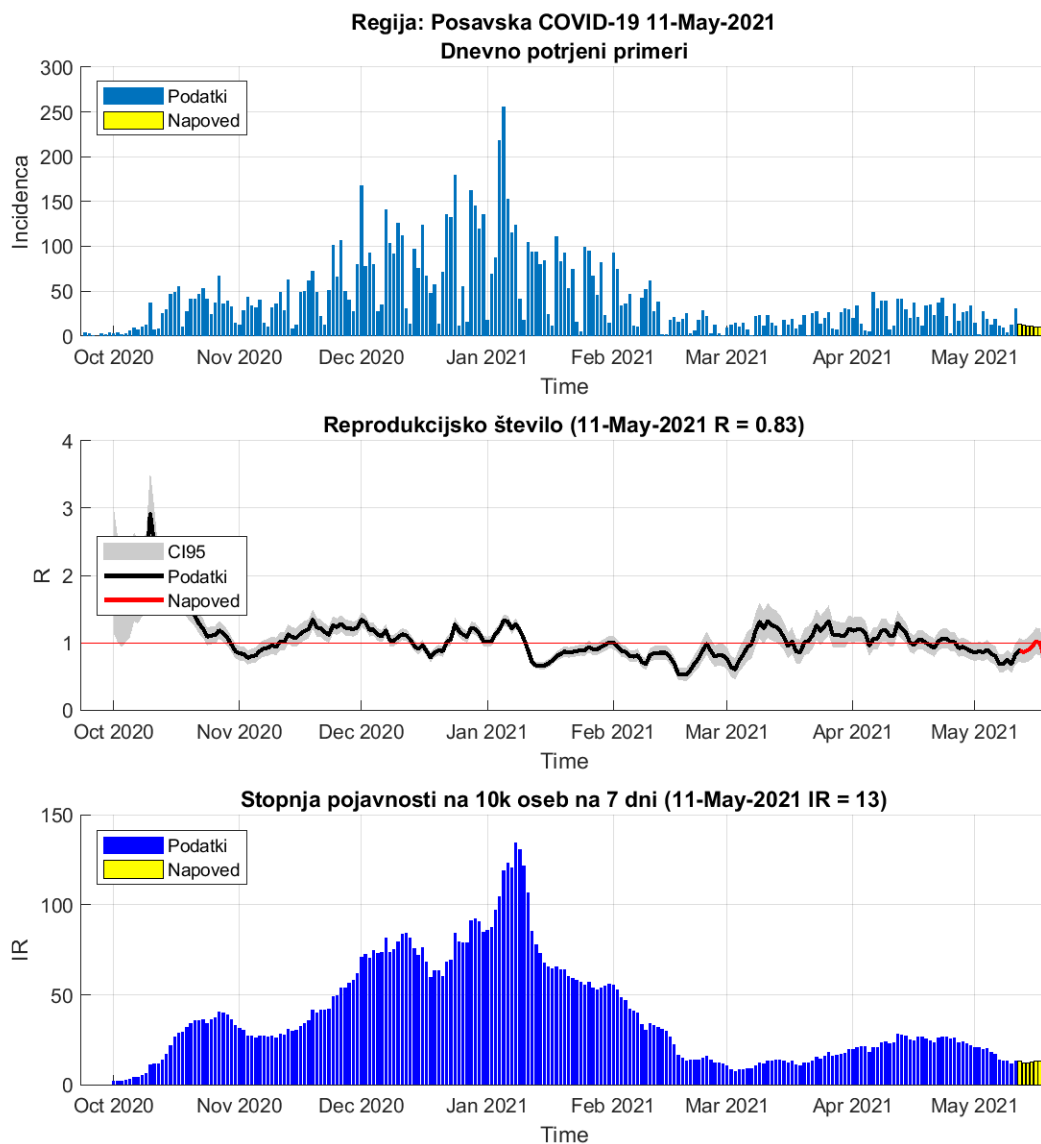 Regija: Posavska COVID-19 11-May-2021
Dnevno potrjeni primeri
300
250
200
150
100
50
0
Incidenca
Podatki
Napoved
Oct 2020 Nov 2020 Dec 2020 Jan 2021 Feb 2021 Mar 2021 Apr 2021 May 2021
Time
Reprodukcijsko število (11-May-2021 R = 0.83)
4
3
2
1
0
R
CI95
Podatki
Napoved
Oct 2020 Nov 2020 Dec 2020 Jan 2021 Feb 2021 Mar 2021 Apr 2021 May 2021
Time
Stopnja pojavnosti na 10k oseb na 7 dni (11-May-2021 IR = 13)
150
100
50
0
IR
Podatki
Napoved
Oct 2020 Nov 2020 Dec 2020 Jan 2021 Feb 2021 Mar 2021 Apr 2021 May 2021
Time